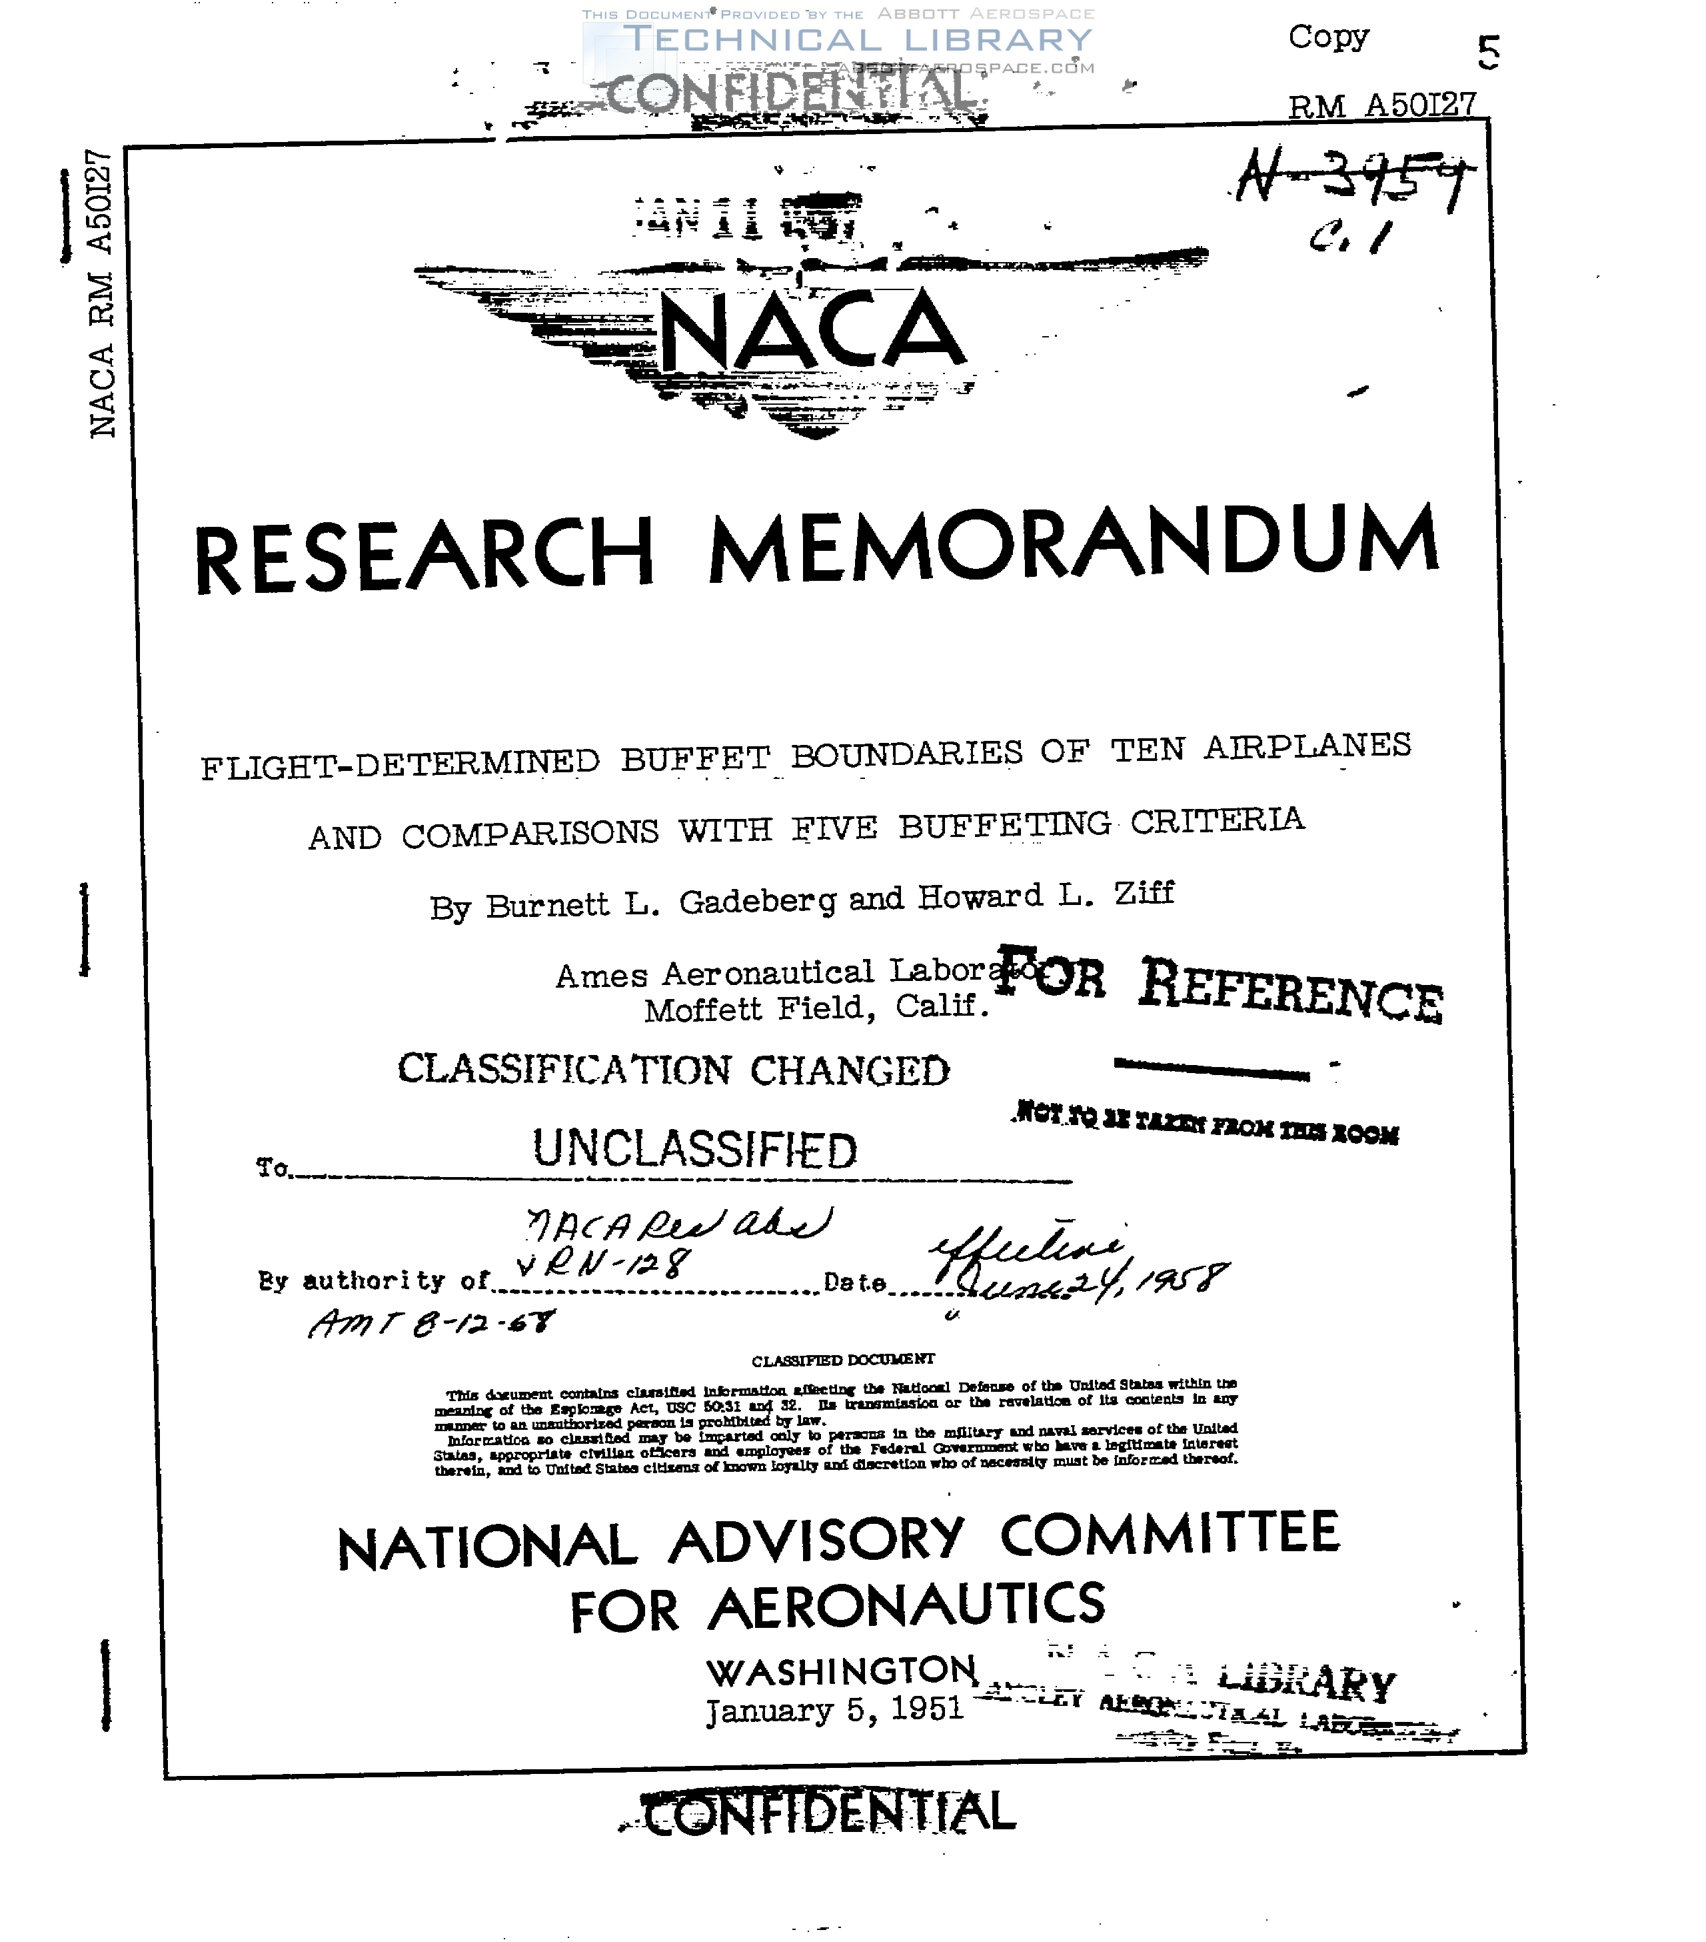 THIS DOCUMENT PROVIDED BY THE ABBOTT AEROSPACE
TECHNICAL LIBRARY
ABBOTTAEROSPACE.COM
Copy 5
CONFIDENTIAL
RM A50I27
NACA RM A50I27
N-3954
C. 1
NACA
RESEARCH MEMORANDUM
FLIGHT-DETERMINED BUFFET BOUNDARIES OF TEN AIRPLANES
AND COMPARISONS WITH FIVE BUFFETING CRITERIA
By Burnett L. Gadeberg and Howard L. Ziff
Ames Aeronautical Laborato
Moffett Field, Calif.
FOR REFERENCE
CLASSIFICATION CHANGED
NOT TO BE TAKEN FROM THIS ROOM
UNCLASSIFIED
To
NACA Res abs
By authority of RN-128 Date effective June 24, 1958
AMT 8-12-58
CLASSIFIED DOCUMENT
This document contains classified information affecting the National Defense of the United States within the
meaning of the Espionage Act, USC 50:31 and 32. Its transmission or the revelation of its contents in any
manner to an unauthorized person is prohibited by law.
Information so classified may be imparted only to persons in the military and naval services of the United
States, appropriate civilian officers and employees of the Federal Government who have a legitimate interest
therein, and to United States citizens of known loyalty and discretion who of necessity must be informed thereof.
NATIONAL ADVISORY COMMITTEE
FOR AERONAUTICS
WASHINGTON
January 5, 1951
LIBRARY
CONFIDENTIAL